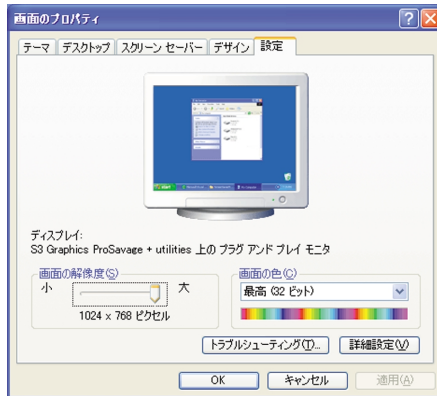 画面のプロパティ
テーマ デスクトップ スクリーン セーバー デザイン 設定
ディスプレイ:
S3 Graphics ProSavage + utilities 上の プラグ アンド プレイ モニタ
画面の解像度(S)
小 大
1024 x 768 ピクセル
画面の色(C)
最高 (32 ビット)
トラブルシューティング(T)... 詳細設定(V)
OK キャンセル 適用(A)